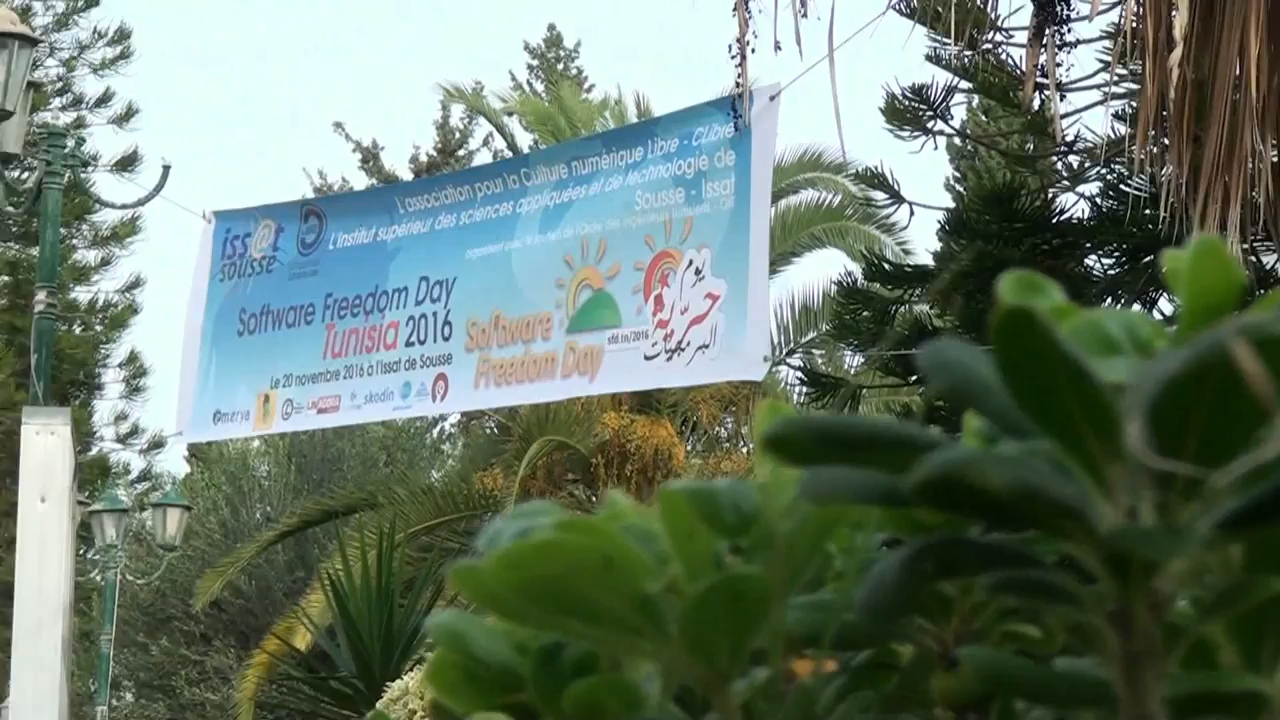 L'association pour la Culture numérique Libre - CLibre
L'Institut supérieur des sciences appliquées et de technologie de
Sousse - Issat
iss@t
sousse
Software Freedom Day
Tunisia 2016
Le 20 novembre 2016 à l'Issat de Sousse
Software
Freedom Day
sfd.tn/2016
يوم
حرية
البرمجيات
skodin